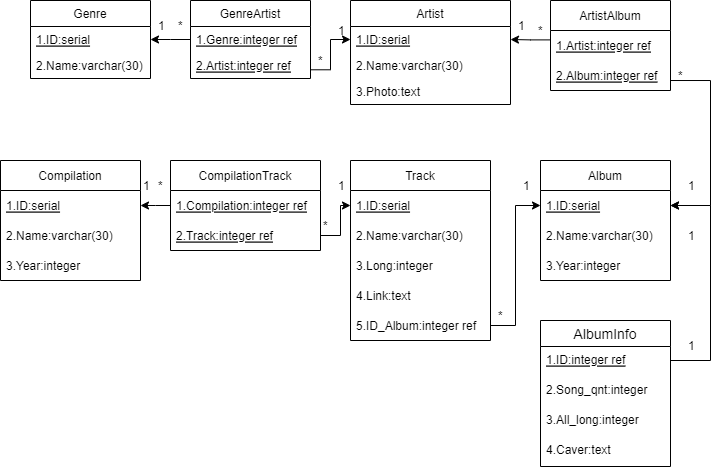 Genre
1.ID:serial
2.Name:varchar(30)
1
*
GenreArtist
1.Genre:integer ref
2.Artist:integer ref
*
1
Artist
1.ID:serial
2.Name:varchar(30)
3.Photo:text
1
*
ArtistAlbum
1.Artist:integer ref
2.Album:integer ref
*
Compilation
1.ID:serial
2.Name:varchar(30)
3.Year:integer
1
*
CompilationTrack
1.Compilation:integer ref
2.Track:integer ref
*
1
Track
1.ID:serial
2.Name:varchar(30)
3.Long:integer
4.Link:text
5.ID_Album:integer ref
*
1
Album
1.ID:serial
2.Name:varchar(30)
3.Year:integer
1
1
AlbumInfo
1.ID:integer ref
2.Song_qnt:integer
3.All_long:integer
4.Caver:text
1